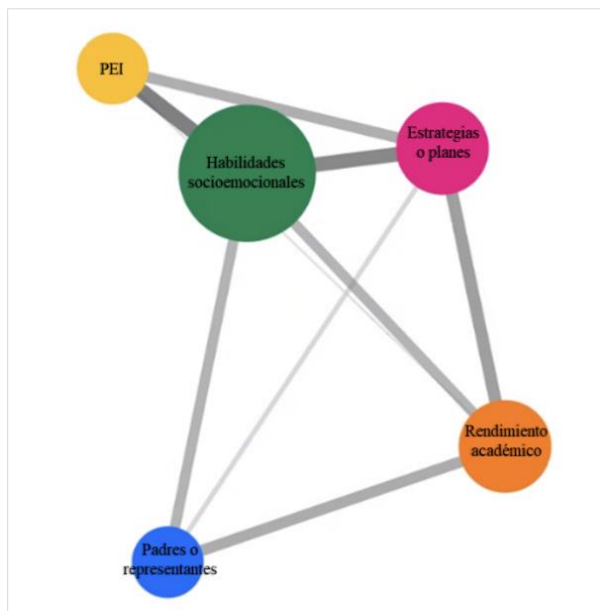 PEI
Estrategias
o planes
Habilidades
socioemocionales
Rendimiento
académico
Padres o
representantes